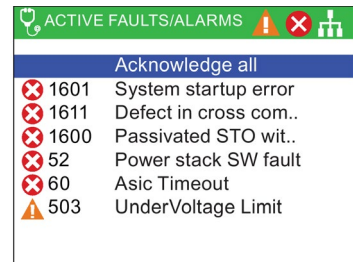 ACTIVE FAULTS/ALARMS
Acknowledge all
1601 System startup error
1611 Defect in cross com..
1600 Passivated STO wit..
52 Power stack SW fault
60 Asic Timeout
503 UnderVoltage Limit